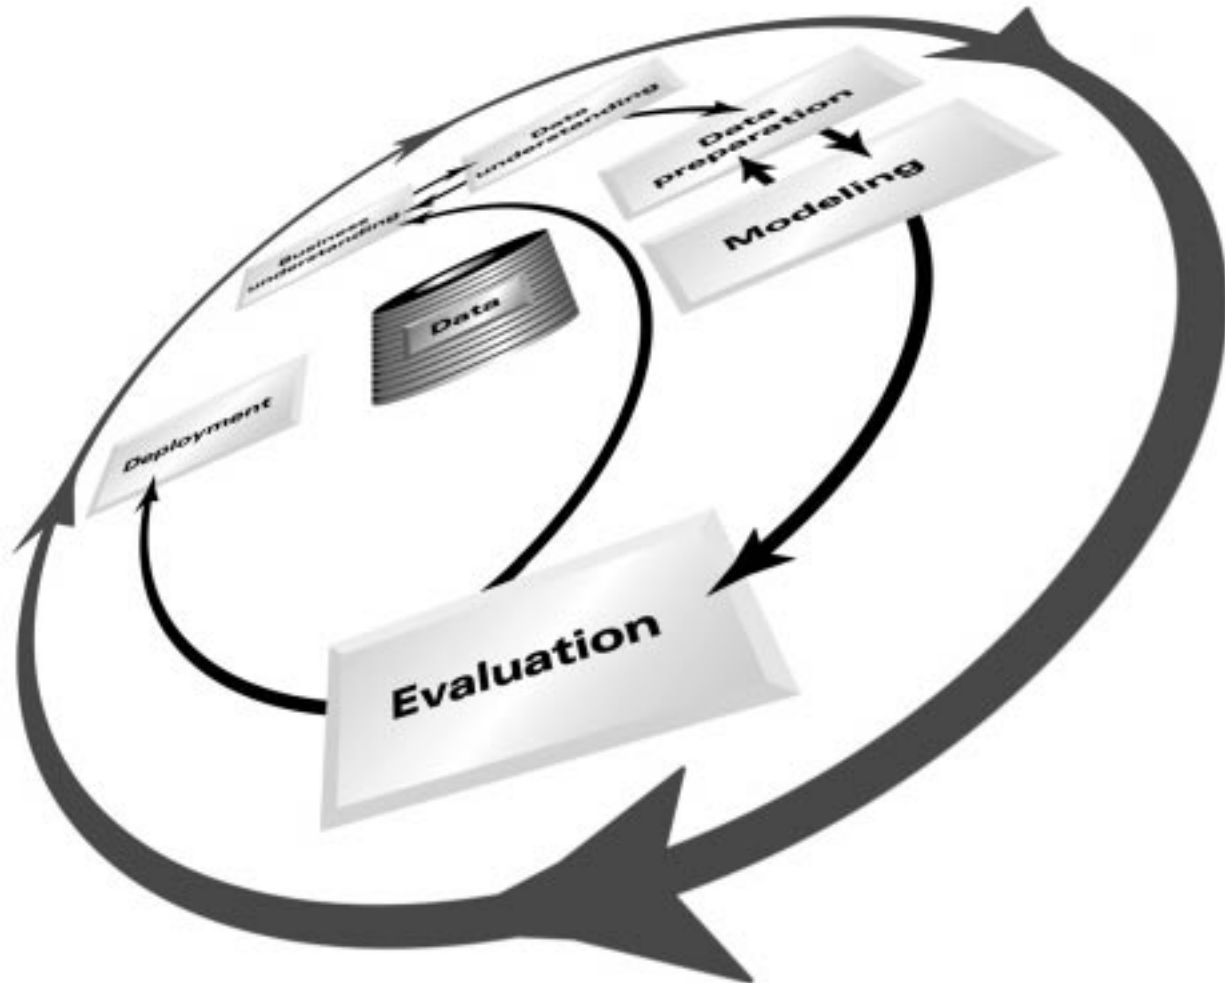 Business
understanding
Data
understanding
Data
preparation
Modeling
Data
Deployment
Evaluation